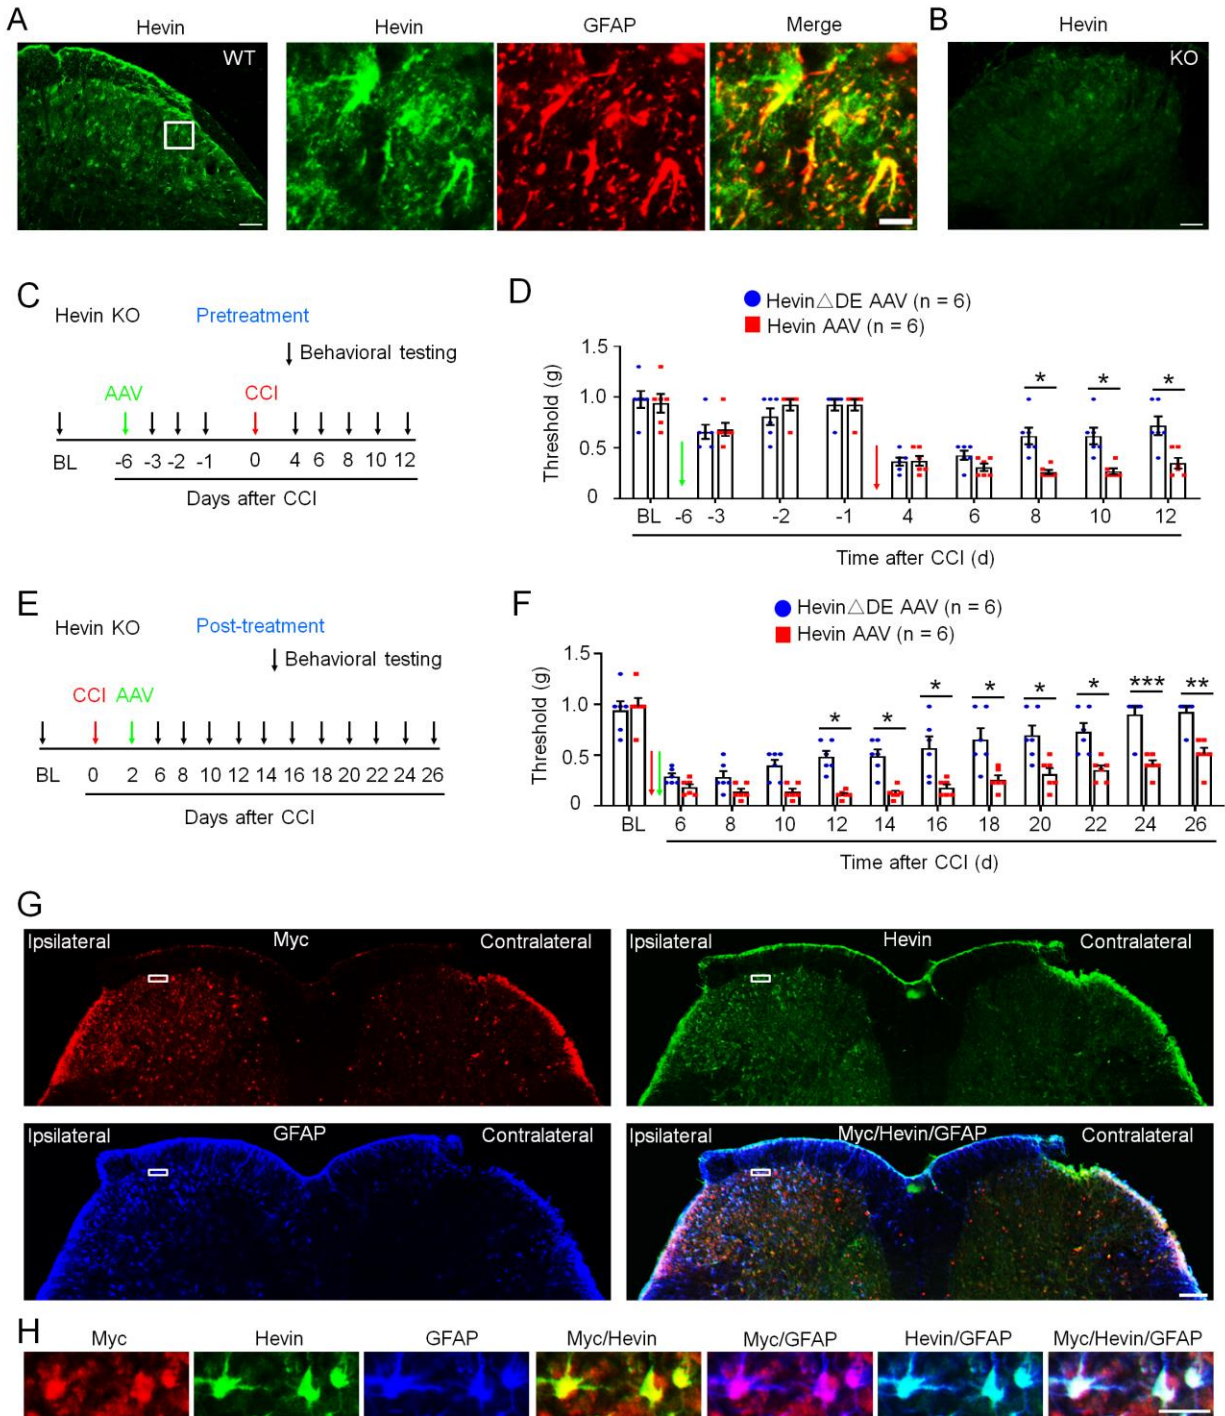 A
Hevin
WT
Hevin
GFAP
Merge
B
Hevin
KO
C
Hevin KO
Pretreatment
Behavioral testing
AAV
CCI
BL
-6
-3
-2
-1
0
4
6
8
10
12
Days after CCI
D
Hevin△DE AAV (n = 6)
Hevin AAV (n = 6)
Threshold (g)
1.5
1.0
0.5
0
* * *
BL -6 -3 -2 -1 4 6 8 10 12
Time after CCI (d)
E
Hevin KO
Post-treatment
Behavioral testing
CCI AAV
BL 0 2 6 8 10 12 14 16 18 20 22 24 26
Days after CCI
F
Hevin△DE AAV (n = 6)
Hevin AAV (n = 6)
Threshold (g)
1.5
1.0
0.5
0
* * * * * * *** **
BL 6 8 10 12 14 16 18 20 22 24 26
Time after CCI (d)
G
Ipsilateral Myc Contralateral
Ipsilateral Hevin Contralateral
Ipsilateral GFAP Contralateral
Ipsilateral Myc/Hevin/GFAP Contralateral
H
Myc Hevin GFAP Myc/Hevin Myc/GFAP Hevin/GFAP Myc/Hevin/GFAP